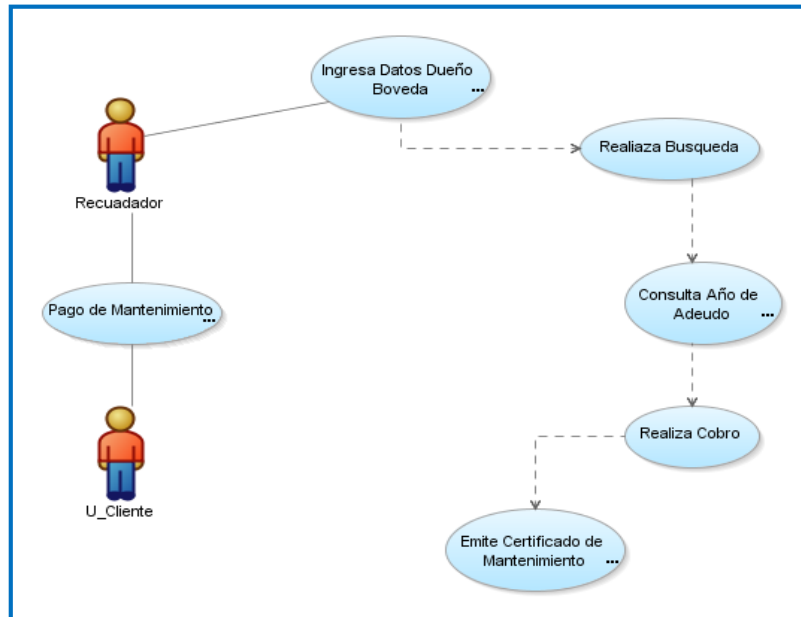 Ingresa Datos Dueño
Boveda
Realiaza Busqueda
Recuadador
Pago de Mantenimiento
Consulta Año de
Adeudo
Realiza Cobro
U_Cliente
Emite Certificado de
Mantenimiento